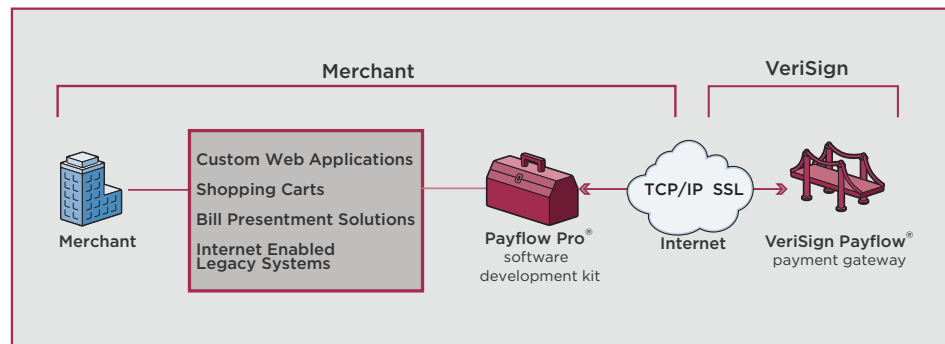 Merchant
VeriSign
Custom Web Applications
Shopping Carts
Bill Presentment Solutions
Internet Enabled
Legacy Systems
Merchant
Payflow Pro®
software
development kit
TCP/IP SSL
Internet
VeriSign Payflow®
payment gateway